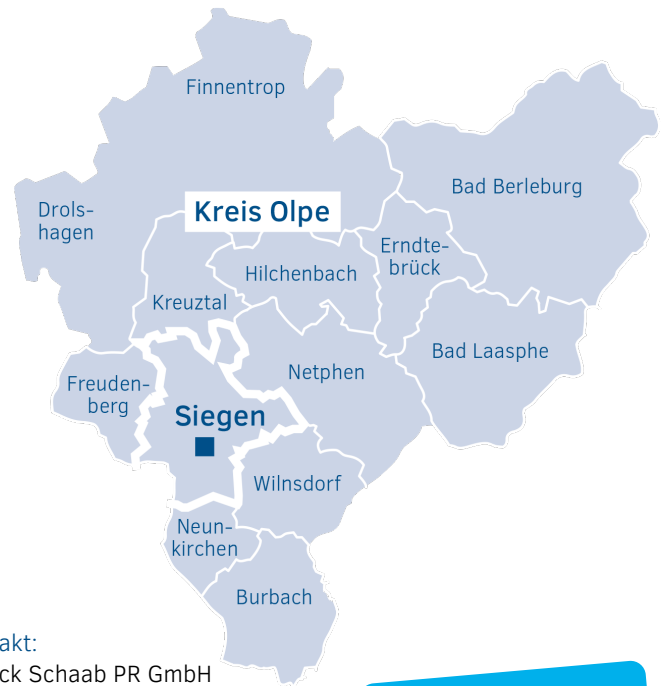 Finnentrop
Bad Berleburg
Drols-
hagen
Kreis Olpe
Erndte-
brück
Hilchenbach
Kreuztal
Bad Laasphe
Netphen
Freuden-
berg
Siegen
Wilnsdorf
Neun-
kirchen
Burbach
akt:
ck Schaab PR GmbH